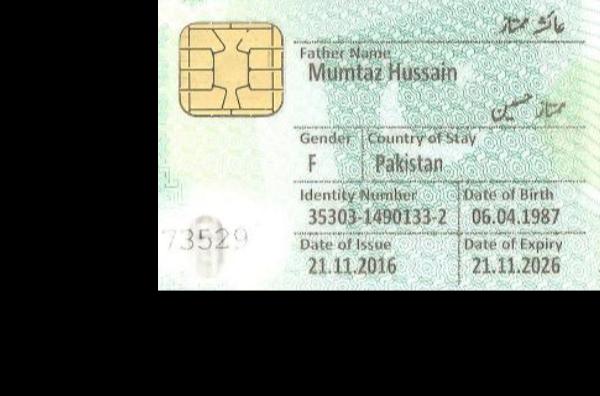 عائشہ ممتاز
Father Name
Mumtaz Hussain
ممتاز حسین
Gender Country of Stay
F Pakistan
Identity Number Date of Birth
35303-1490133-2 06.04.1987
73529
Date of Issue Date of Expiry
21.11.2016 21.11.2026